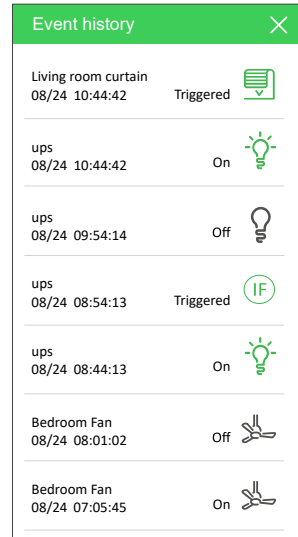 Event history
Living room curtain
08/24 10:44:42 Triggered
ups
08/24 10:44:42 On
ups
08/24 09:54:14 Off
ups
08/24 08:54:13 Triggered
IF
ups
08/24 08:44:13 On
Bedroom Fan
08/24 08:01:02 Off
Bedroom Fan
08/24 07:05:45 On